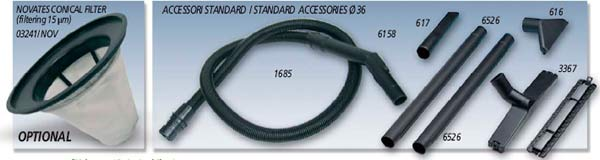 NOVATES CONICAL FILTER
(filtering 15 µm)
03241/NOV
OPTIONAL
ACCESSORI STANDARD / STANDARD ACCESSORIES Ø 36
1685
6158
617
6526
6526
616
3367